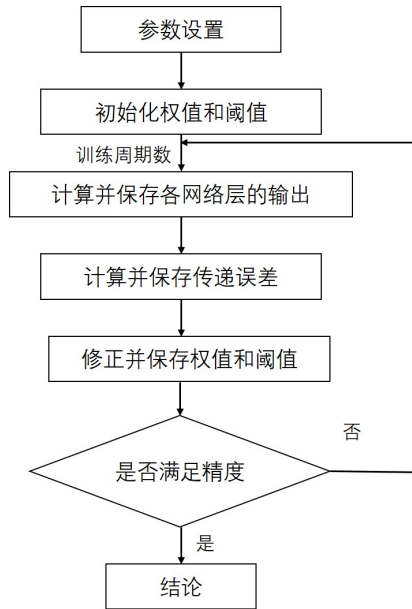 参数设置
初始化权值和阈值
训练周期数
计算并保存各网络层的输出
计算并保存传递误差
修正并保存权值和阈值
否
是否满足精度
是
结论